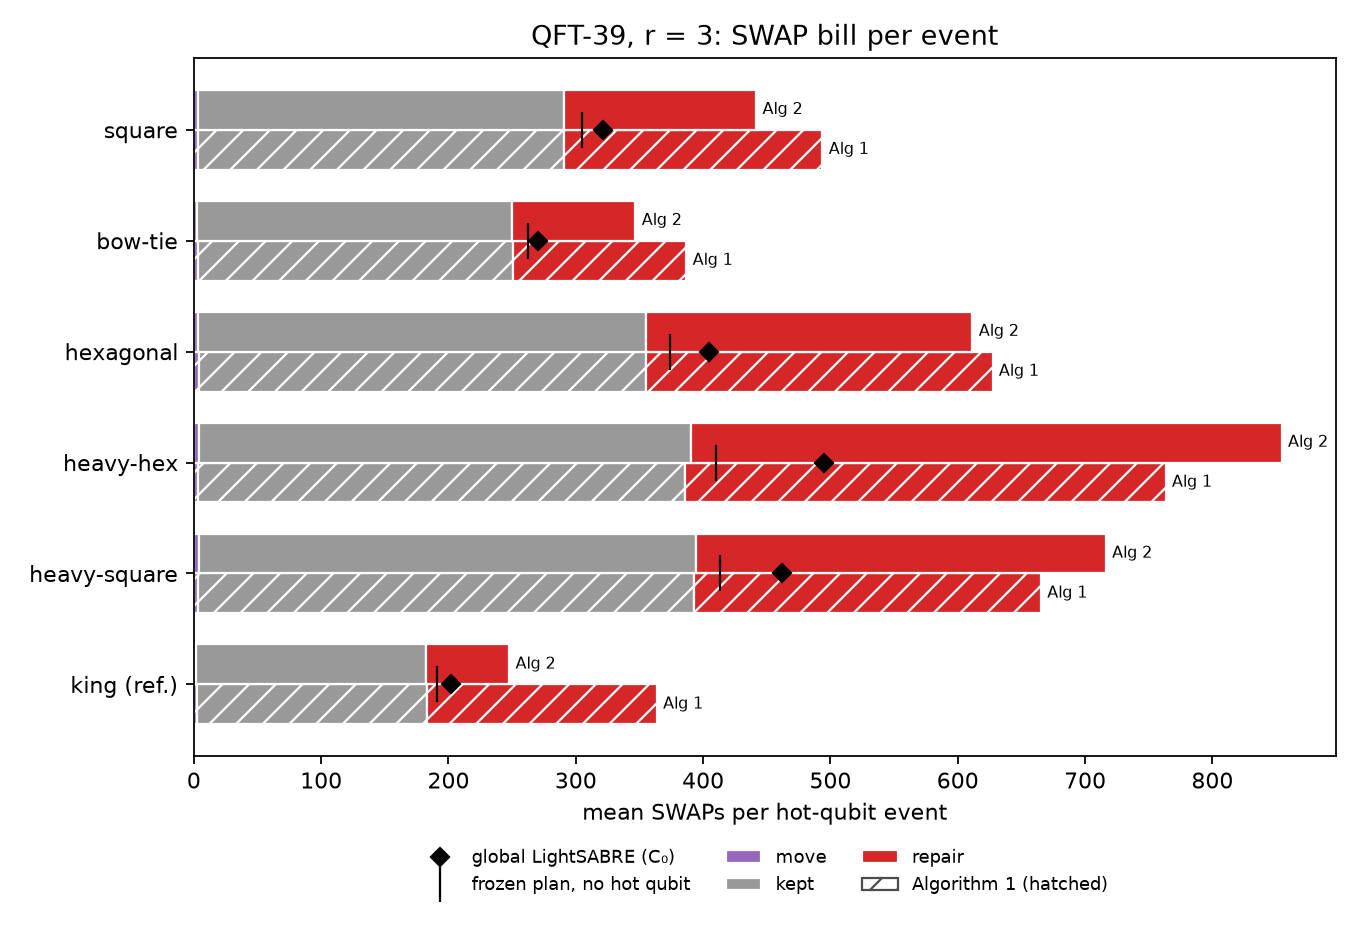 QFT-39, r = 3: SWAP bill per event
square
Alg 2
Alg 1
bow-tie
Alg 2
Alg 1
hexagonal
Alg 2
Alg 1
heavy-hex
Alg 2
Alg 1
heavy-square
Alg 2
Alg 1
king (ref.)
Alg 2
Alg 1
0 100 200 300 400 500 600 700 800
mean SWAPs per hot-qubit event
global LightSABRE (C₀) move repair
frozen plan, no hot qubit kept Algorithm 1 (hatched)